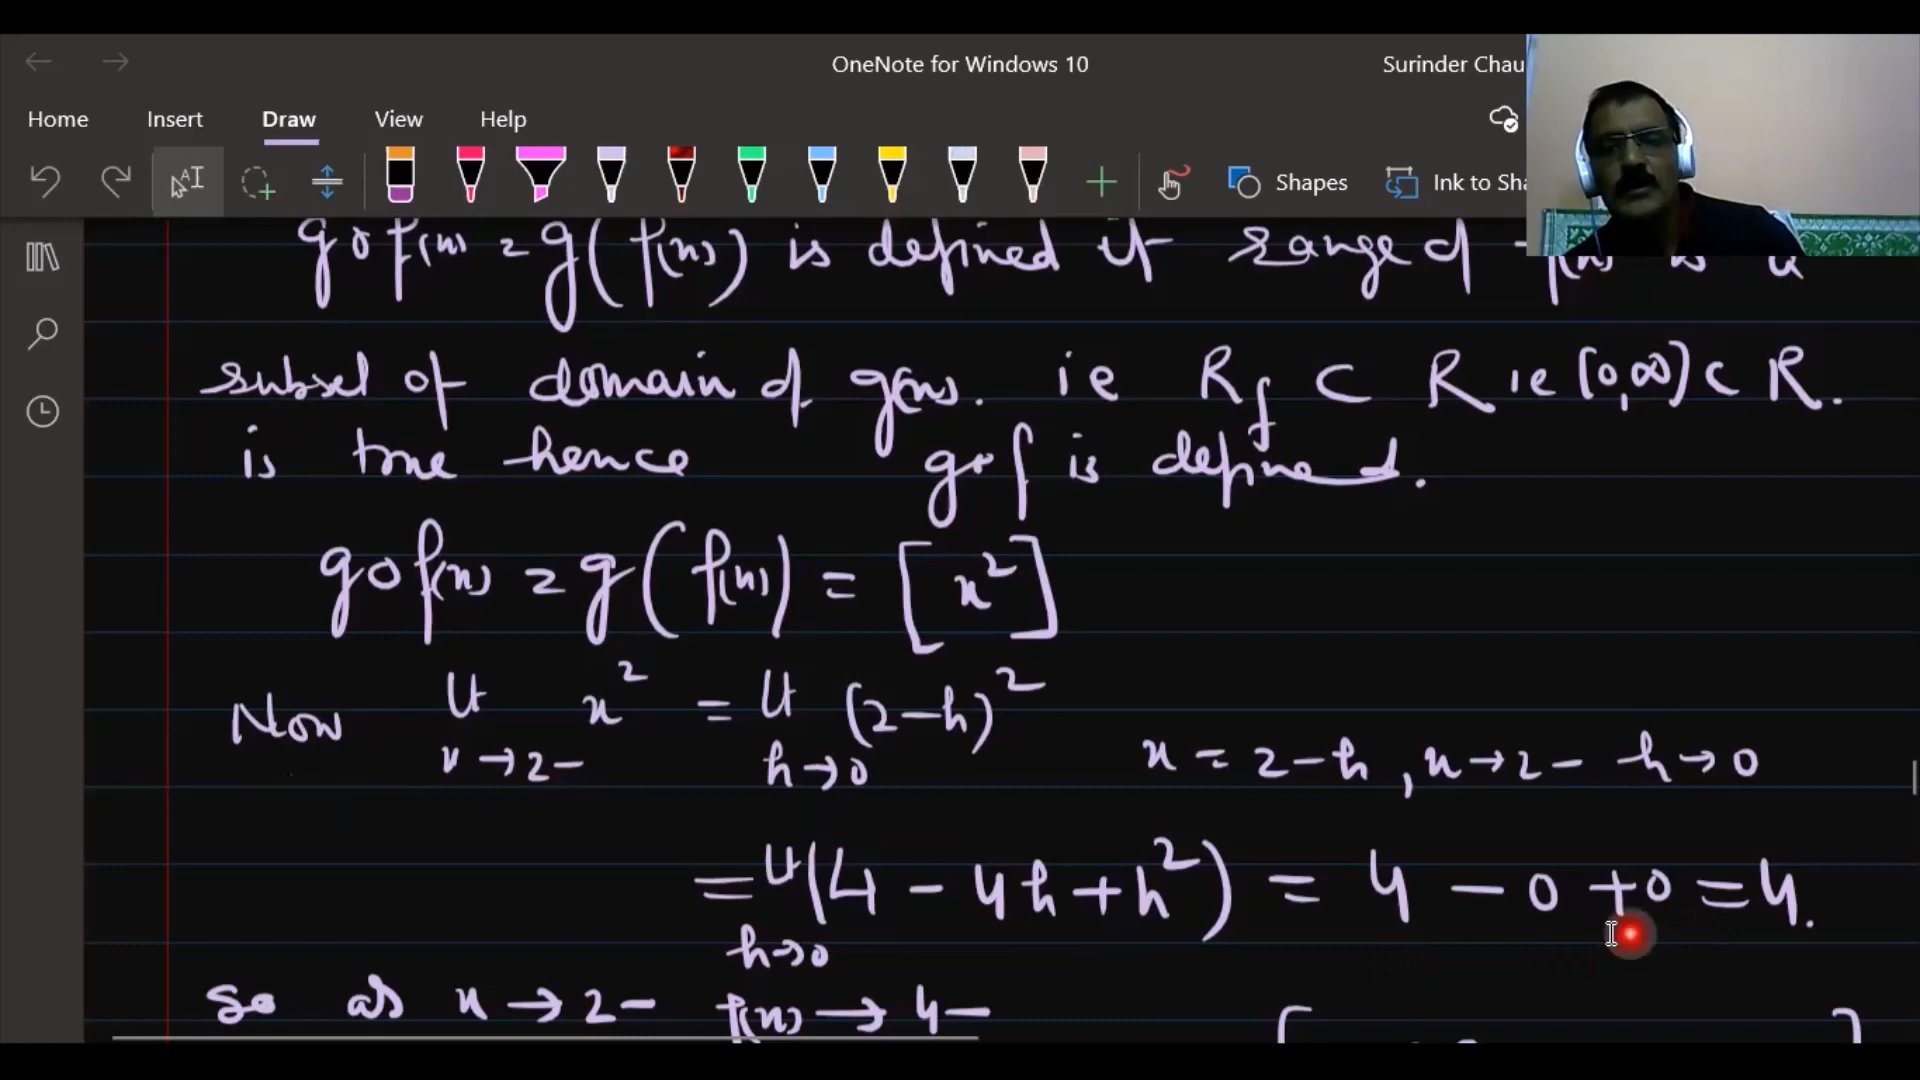 OneNote for Windows 10
Surinder Chau
Home Insert Draw View Help
Shapes Ink to Sha
gof(x) = g(f(x)) is defined if range of f(x) is a
subset of domain of g(x). ie R_f ⊂ R ie [0,∞) ⊂ R.
is true hence gof is defined.
gof(x) = g(f(x)) = [x²]
Now Lt x→2- x² = Lt h→0 (2-h)²
x = 2-h, x→2- h→0
= Lt h→0 (4 - 4h + h²) = 4 - 0 + 0 = 4.
So as x → 2- f(x) → 4-